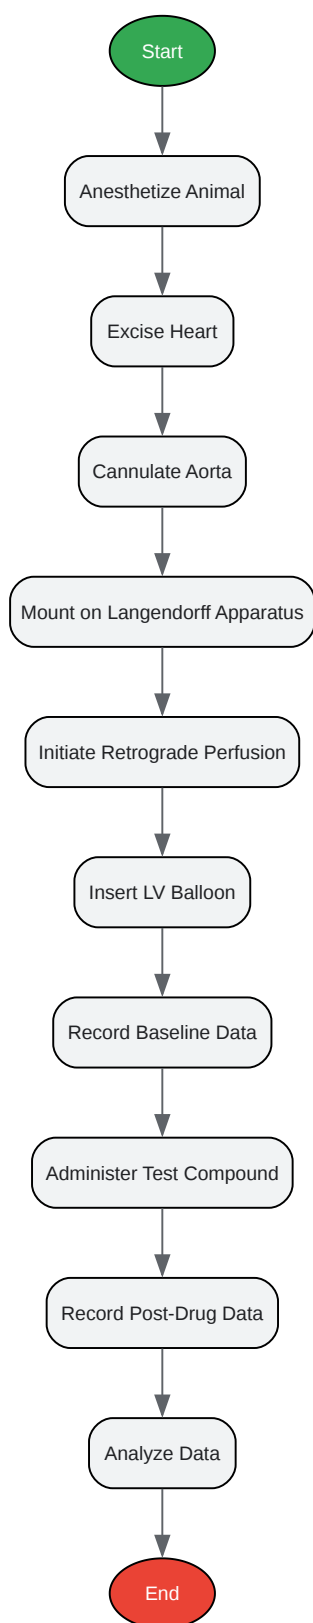 Start
Anesthetize Animal
Excise Heart
Cannulate Aorta
Mount on Langendorff Apparatus
Initiate Retrograde Perfusion
Insert LV Balloon
Record Baseline Data
Administer Test Compound
Record Post-Drug Data
Analyze Data
End